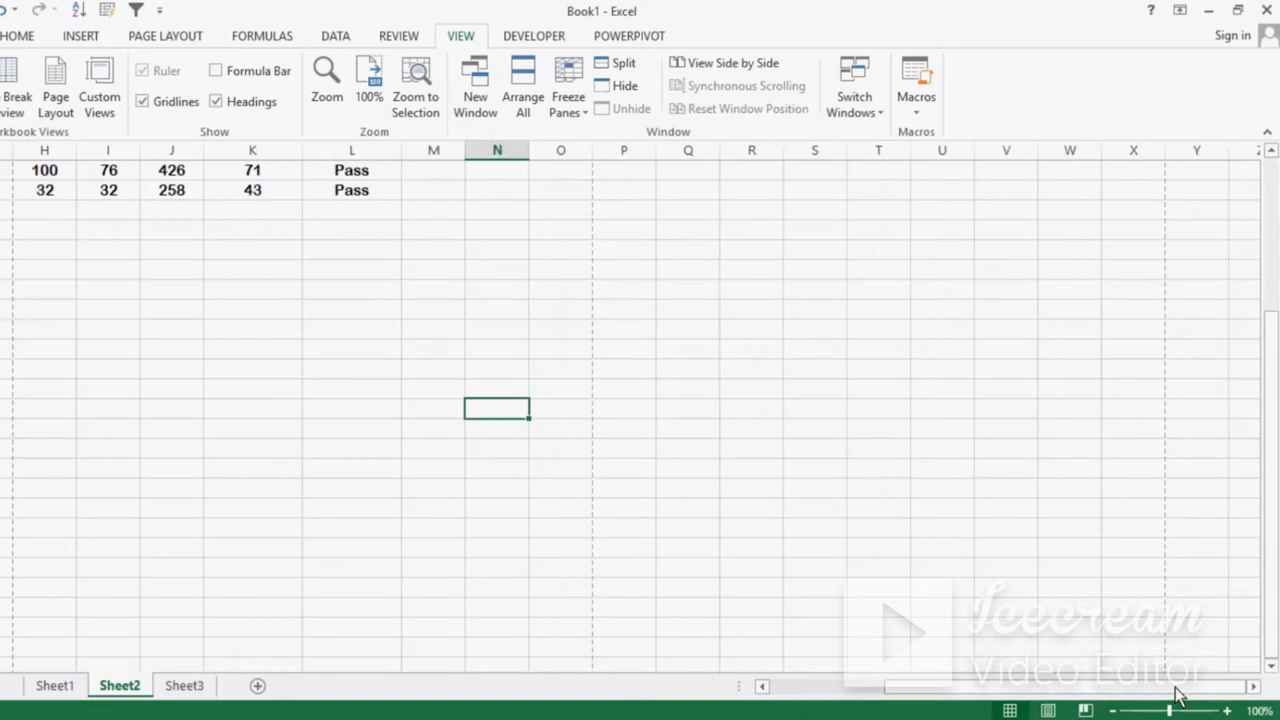 Book1 - Excel
?
HOME INSERT PAGE LAYOUT FORMULAS DATA REVIEW VIEW DEVELOPER POWERPIVOT Sign in
Break Page Custom
Layout Views
Ruler Formula Bar
Gridlines Headings
Zoom 100% Zoom to
Selection
New Arrange Freeze
Window All Panes
Split View Side by Side
Hide Synchronous Scrolling
Unhide Reset Window Position
Switch Macros
Windows
Show Zoom Window Macros
H I J K L M N O P Q R S T U V W X Y
100 76 426 71 Pass
32 32 258 43 Pass
Icecream
Video Editor
Sheet1 Sheet2 Sheet3
100%